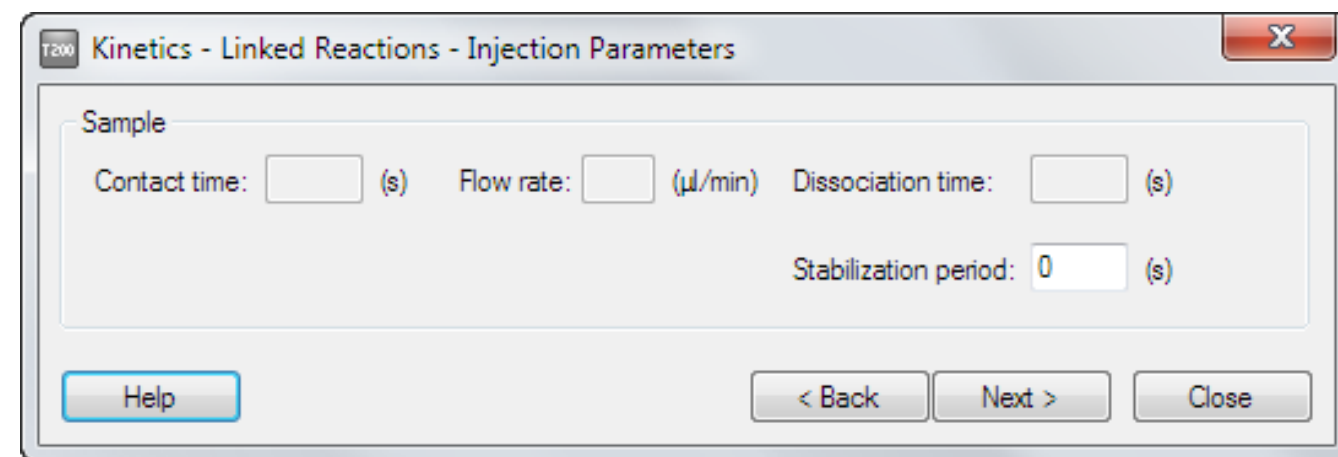 T200 Kinetics - Linked Reactions - Injection Parameters
Sample
Contact time: (s) Flow rate: (µl/min) Dissociation time: (s)
Stabilization period: 0 (s)
Help < Back Next > Close